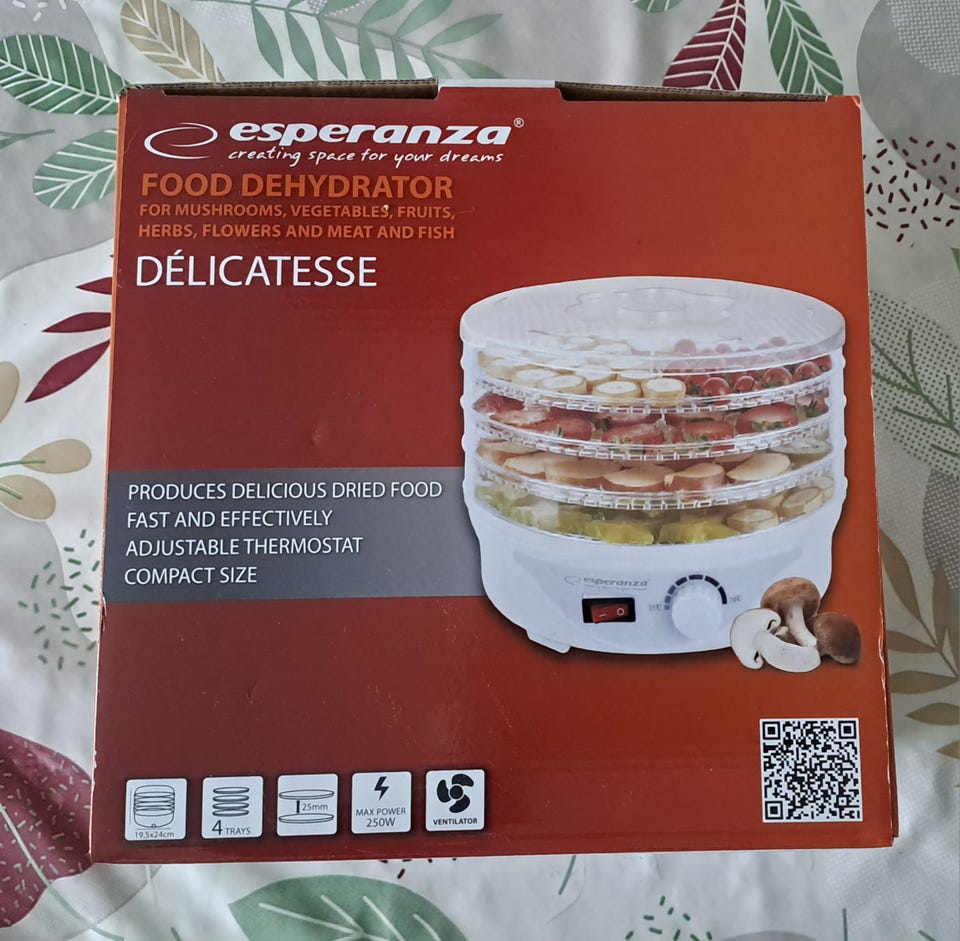 esperanza®
creating space for your dreams
FOOD DEHYDRATOR
FOR MUSHROOMS, VEGETABLES, FRUITS,
HERBS, FLOWERS AND MEAT AND FISH
DÉLICATESSE
PRODUCES DELICIOUS DRIED FOOD
FAST AND EFFECTIVELY
ADJUSTABLE THERMOSTAT
COMPACT SIZE
esperanza
35°C
70°C
19,5x24cm
4 TRAYS
25mm
MAX POWER
250W
VENTILATOR